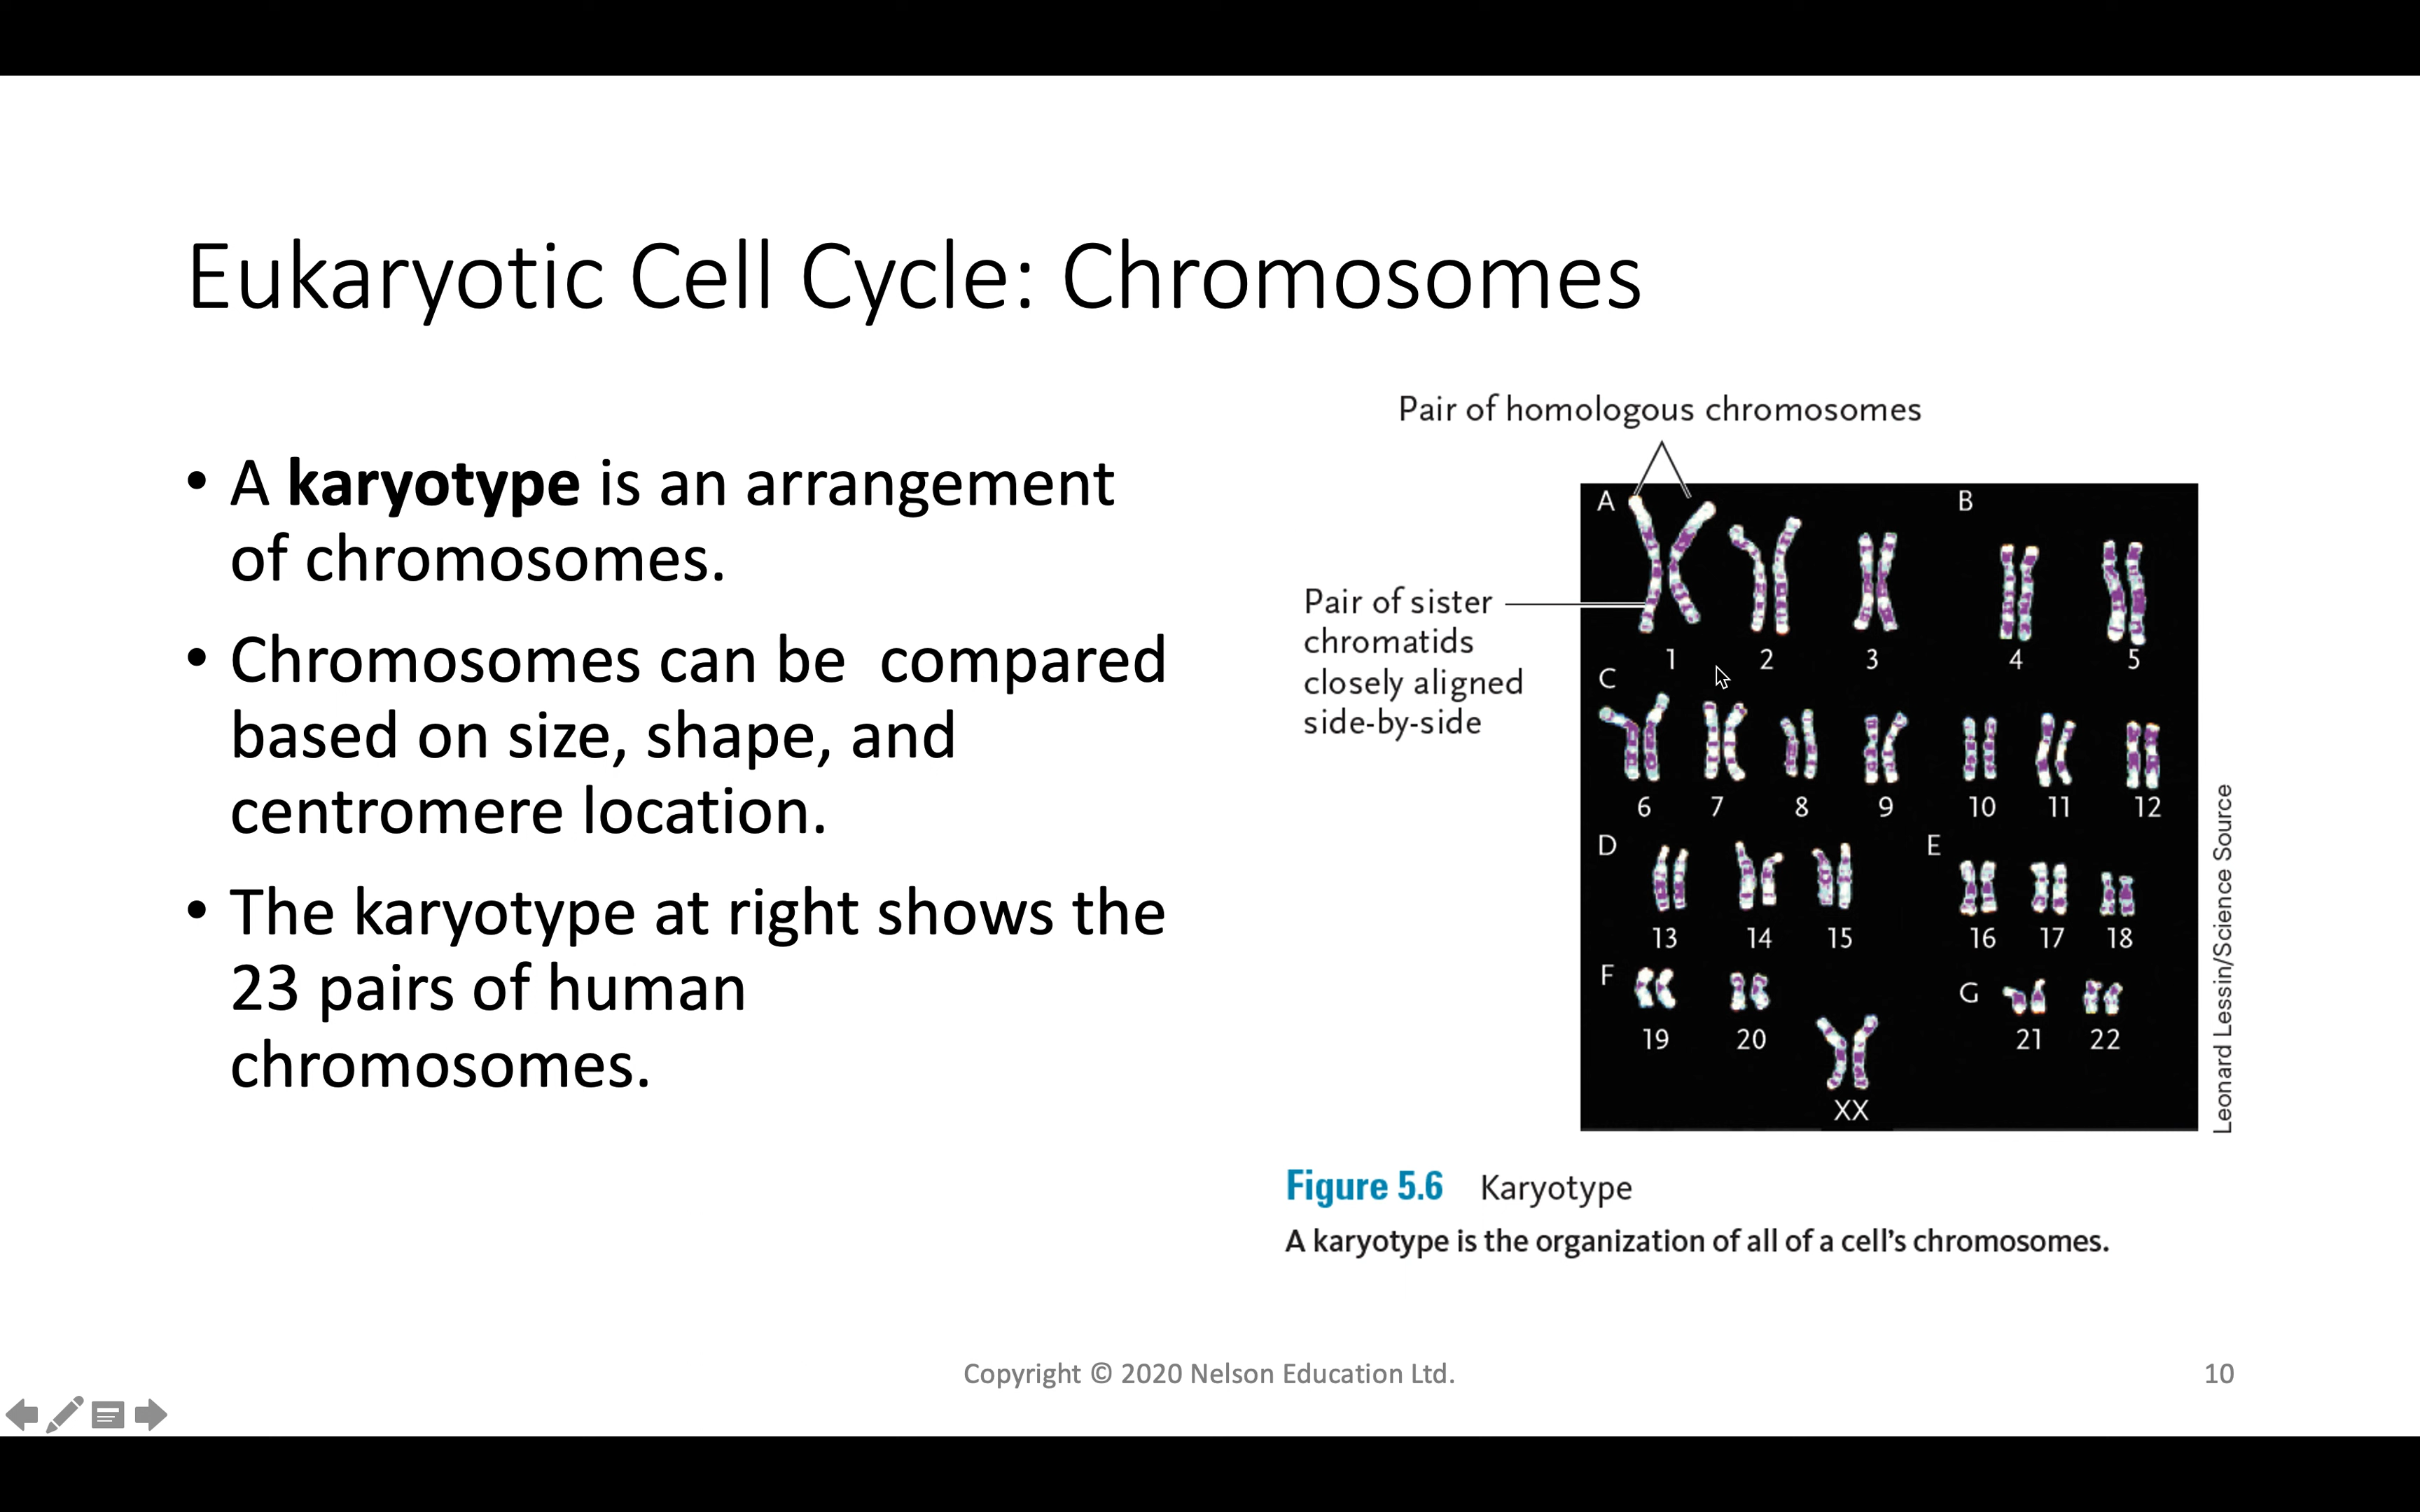 Eukaryotic Cell Cycle: Chromosomes
• A karyotype is an arrangement
of chromosomes.
• Chromosomes can be  compared
based on size, shape, and
centromere location.
• The karyotype at right shows the
23 pairs of human
chromosomes.
Pair of homologous chromosomes
Pair of sister
chromatids
closely aligned
side-by-side
A B
1 2 3 4 5
C
6 7 8 9 10 11 12
D E
13 14 15 16 17 18
F G
19 20 21 22
XX
Leonard Lessin/Science Source
Figure 5.6 Karyotype
A karyotype is the organization of all of a cell's chromosomes.
Copyright © 2020 Nelson Education Ltd. 10